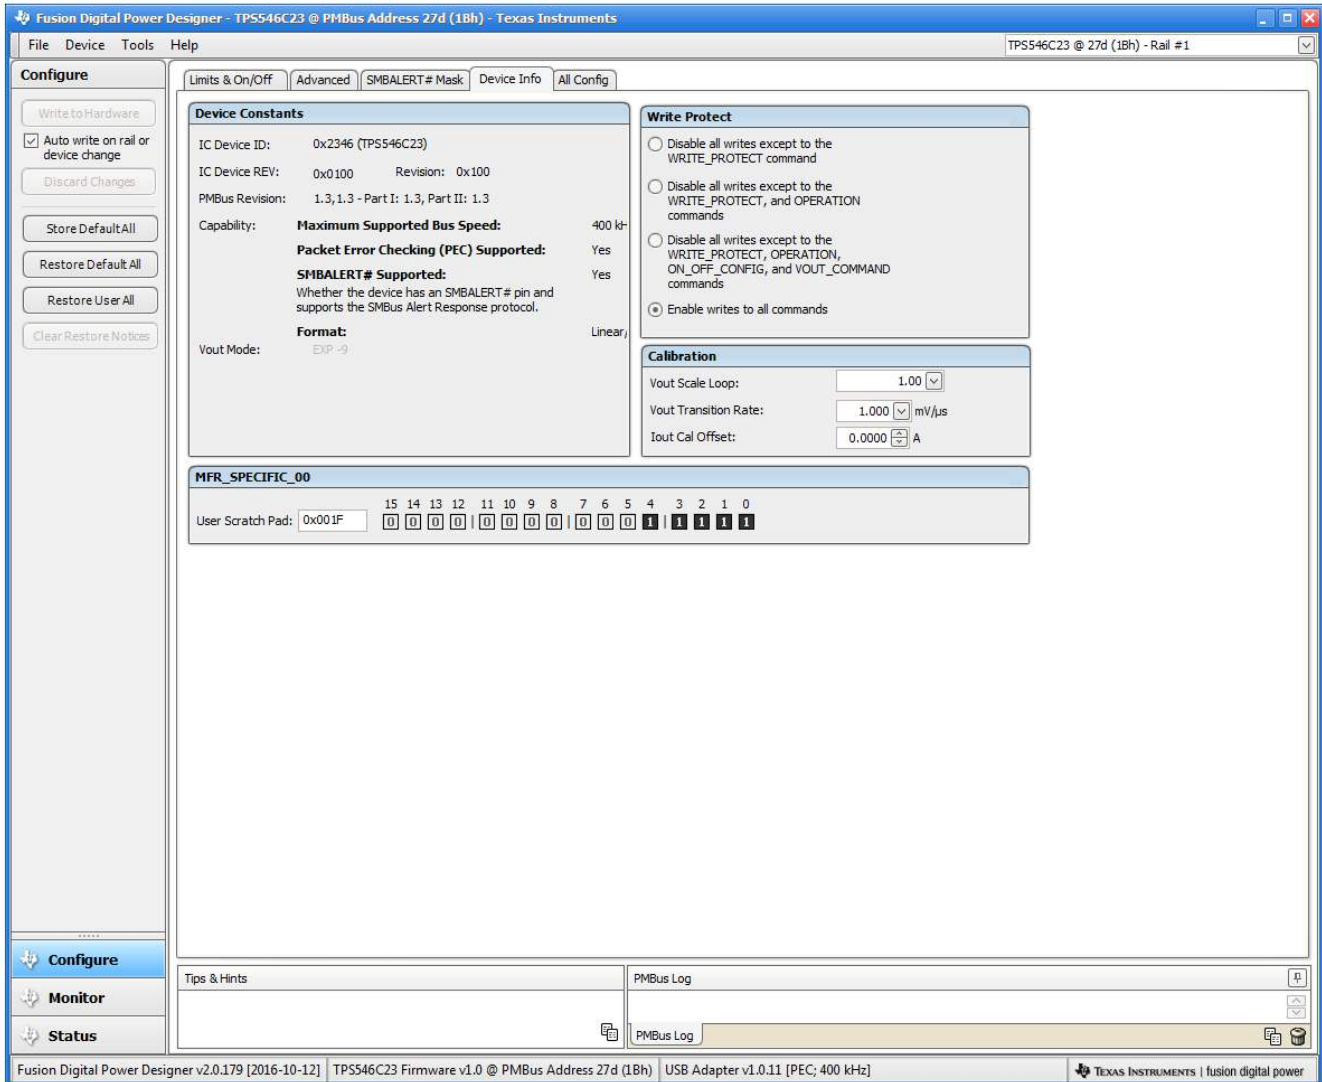 Fusion Digital Power Designer - TPS546C23 @ PMBus Address 27d (1Bh) - Texas Instruments
File Device Tools Help
TPS546C23 @ 27d (1Bh) - Rail #1
Configure
Write to Hardware
Auto write on rail or
device change
Discard Changes
Store Default All
Restore Default All
Restore User All
Clear Restore Notices
Limits & On/Off Advanced SMBALERT# Mask Device Info All Config
Device Constants
IC Device ID: 0x2346 (TPS546C23)
IC Device REV: 0x0100 Revision: 0x100
PMBus Revision: 1.3,1.3 - Part I: 1.3, Part II: 1.3
Capability: Maximum Supported Bus Speed: 400 kH
Packet Error Checking (PEC) Supported: Yes
SMBALERT# Supported: Yes
Whether the device has an SMBALERT# pin and
supports the SMBus Alert Response protocol.
Format: Linear,
Vout Mode: EXP -9
Write Protect
Disable all writes except to the
WRITE_PROTECT command
Disable all writes except to the
WRITE_PROTECT, and OPERATION
commands
Disable all writes except to the
WRITE_PROTECT, OPERATION,
ON_OFF_CONFIG, and VOUT_COMMAND
commands
Enable writes to all commands
Calibration
Vout Scale Loop: 1.00
Vout Transition Rate: 1.000 mV/µs
Iout Cal Offset: 0.0000 A
MFR_SPECIFIC_00
15 14 13 12 11 10 9 8 7 6 5 4 3 2 1 0
User Scratch Pad: 0x001F 0 0 0 0 | 0 0 0 0 | 0 0 0 1 | 1 1 1 1
Configure
Monitor
Status
Tips & Hints
PMBus Log
PMBus Log
Fusion Digital Power Designer v2.0.179 [2016-10-12] TPS546C23 Firmware v1.0 @ PMBus Address 27d (1Bh) USB Adapter v1.0.11 [PEC; 400 kHz] TEXAS INSTRUMENTS | fusion digital power